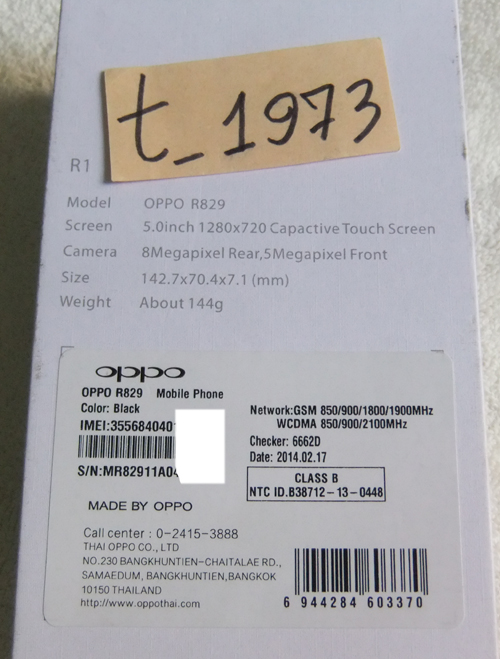 t_1973
R1
Model OPPO R829
Screen 5.0inch 1280x720 Capactive Touch Screen
Camera 8Megapixel Rear,5Megapixel Front
Size 142.7x70.4x7.1 (mm)
Weight About 144g
oppo
OPPO R829 Mobile Phone
Color: Black
IMEI:355684040
S/N:MR82911A04
Network:GSM 850/900/1800/1900MHz
WCDMA 850/900/2100MHz
Checker: 6662D
Date: 2014.02.17
CLASS B
NTC ID.B38712-13-0448
MADE BY OPPO
Call center : 0-2415-3888
THAI OPPO CO., LTD
NO.230 BANGKHUNTIEN-CHAITALAE RD.,
SAMAEDUM, BANGKHUNTIEN,BANGKOK
10150 THAILAND
http://www.oppothai.com
6 944284 603370